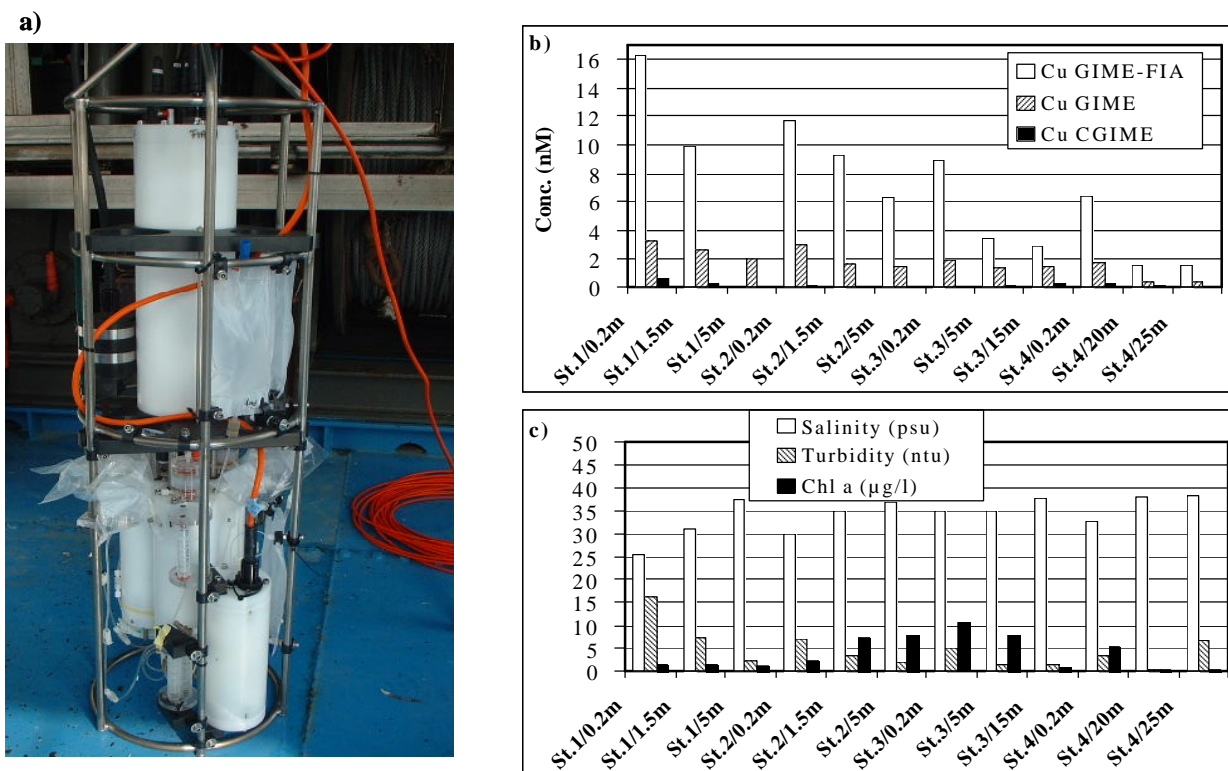 a)
b)
16
14
12
10
8
6
4
2
0
Conc. (nM)
Cu GIME-FIA
Cu GIME
Cu CGIME
St.1/0.2m
St.1/1.5m
St.1/5m
St.2/0.2m
St.2/1.5m
St.2/5m
St.3/0.2m
St.3/5m
St.3/15m
St.4/0.2m
St.4/20m
St.4/25m
c)
50
45
40
35
30
25
20
15
10
5
0
Salinity (psu)
Turbidity (ntu)
Chl a (µg/l)
St.1/0.2m
St.1/1.5m
St.1/5m
St.2/0.2m
St.2/1.5m
St.2/5m
St.3/0.2m
St.3/5m
St.3/15m
St.4/0.2m
St.4/20m
St.4/25m